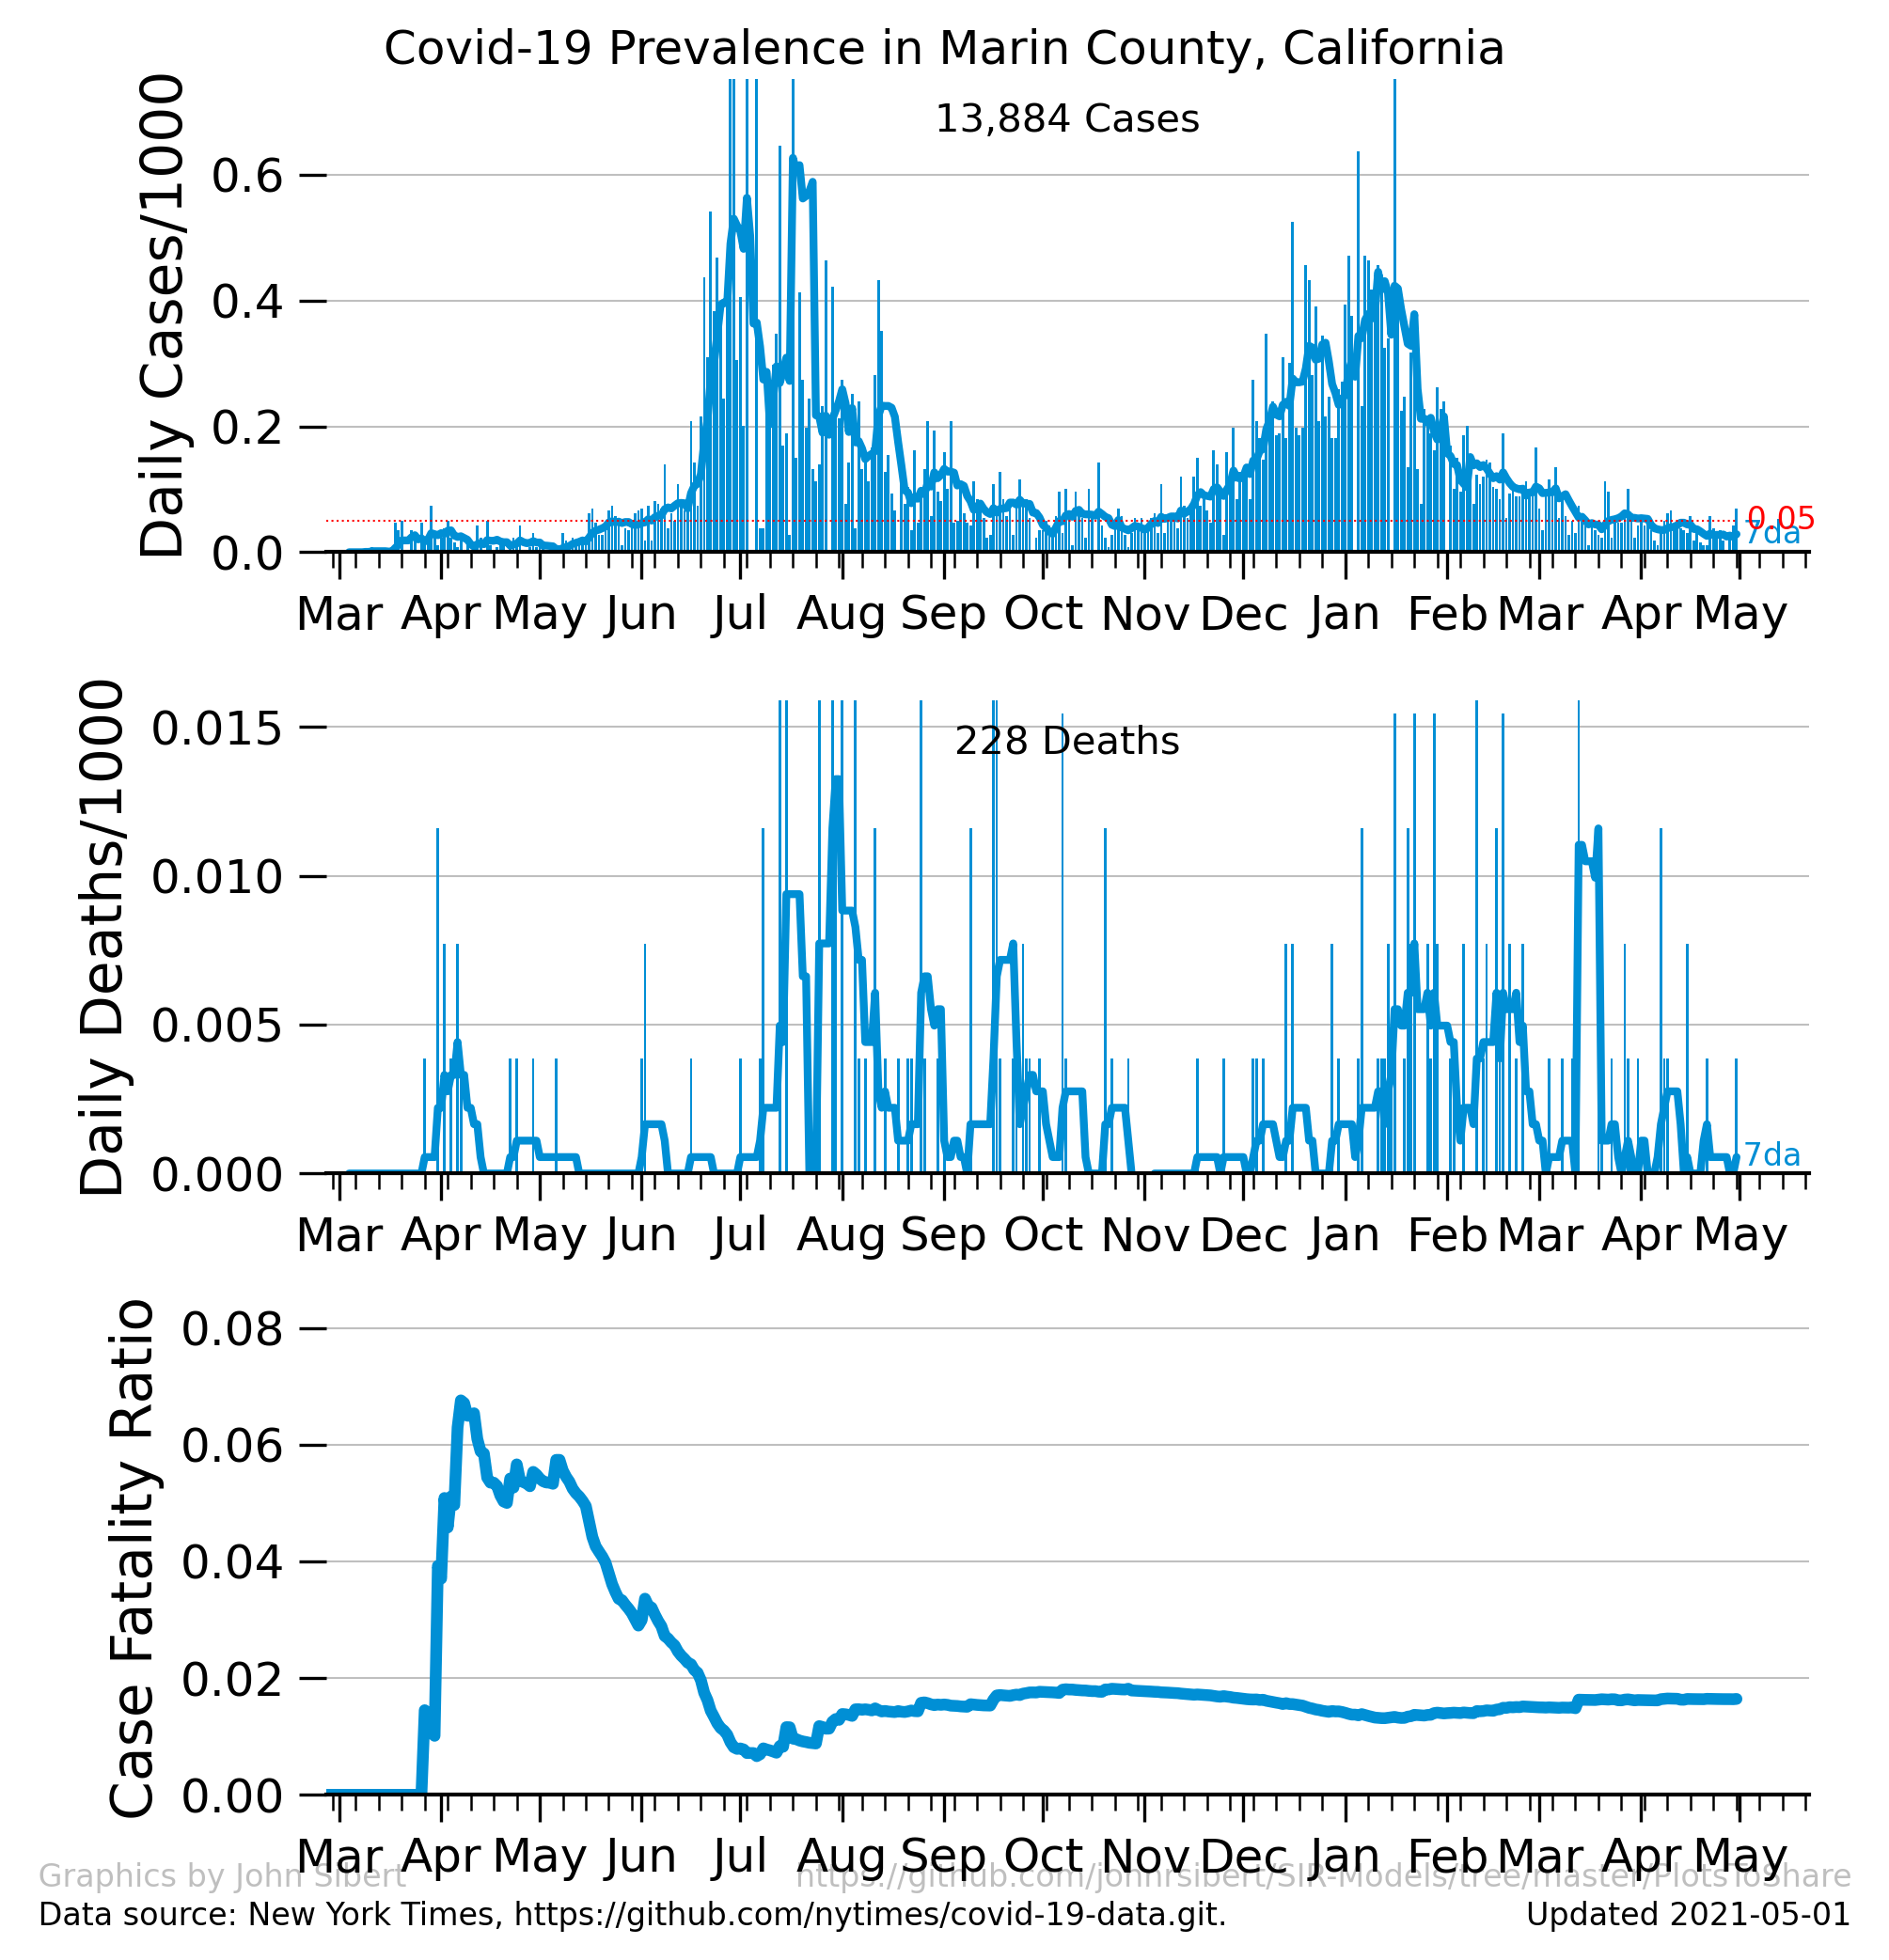 Covid-19 Prevalence in Marin County, California
Daily Cases/1000
13,884 Cases
0.6
0.4
0.2
0.0
0.05
7da
Mar Apr May Jun Jul Aug Sep Oct Nov Dec Jan Feb Mar Apr May
Daily Deaths/1000
228 Deaths
0.015
0.010
0.005
0.000
7da
Mar Apr May Jun Jul Aug Sep Oct Nov Dec Jan Feb Mar Apr May
Case Fatality Ratio
0.08
0.06
0.04
0.02
0.00
Mar Apr May Jun Jul Aug Sep Oct Nov Dec Jan Feb Mar Apr May
Graphics by John Sibert https://github.com/johnrsibert/SIR-Models/tree/master/PlotsToShare
Data source: New York Times, https://github.com/nytimes/covid-19-data.git. Updated 2021-05-01